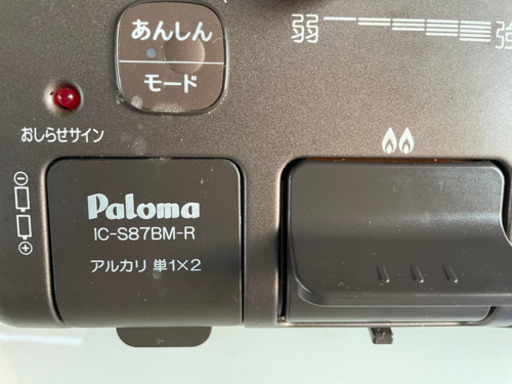 あんしん
モード
弱 強
おしらせサイン
Paloma
IC-S87BM-R
アルカリ 単1×2